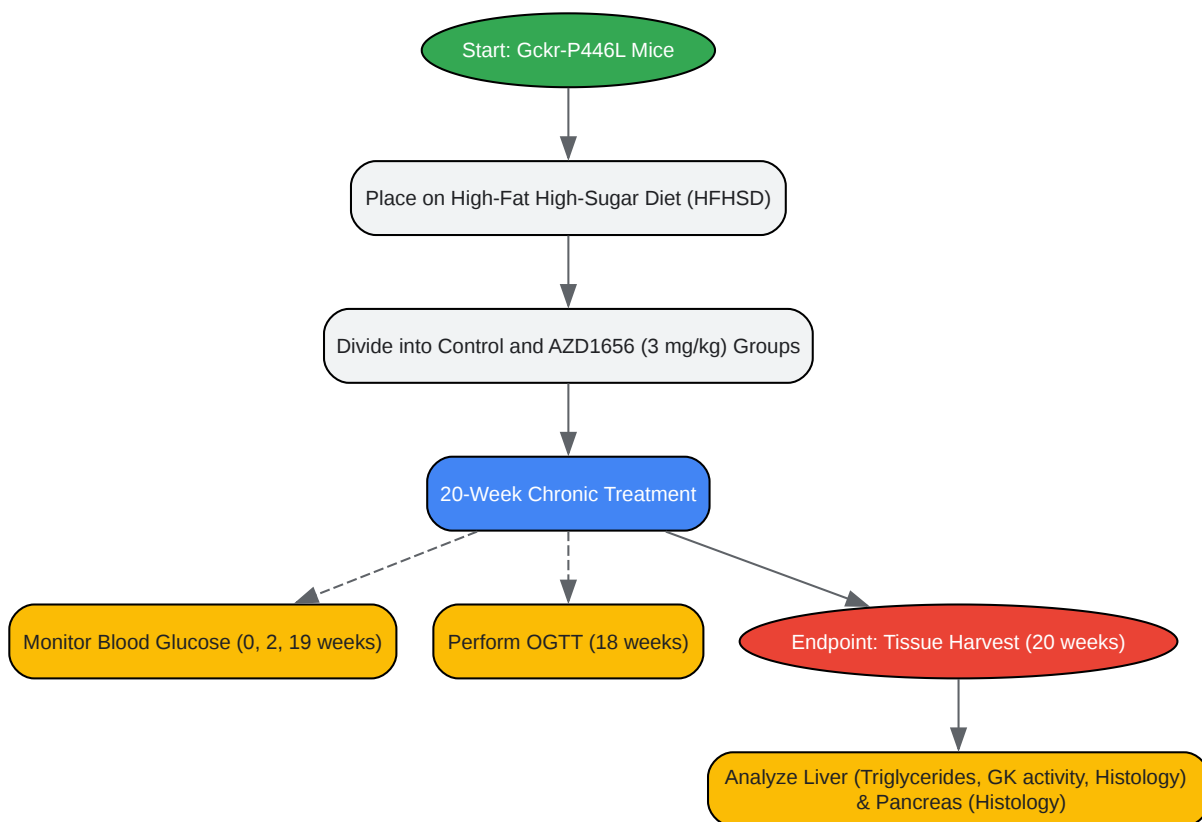 Start: Gckr-P446L Mice
Place on High-Fat High-Sugar Diet (HFHSD)
Divide into Control and AZD1656 (3 mg/kg) Groups
20-Week Chronic Treatment
Monitor Blood Glucose (0, 2, 19 weeks)
Perform OGTT (18 weeks)
Endpoint: Tissue Harvest (20 weeks)
Analyze Liver (Triglycerides, GK activity, Histology)
& Pancreas (Histology)